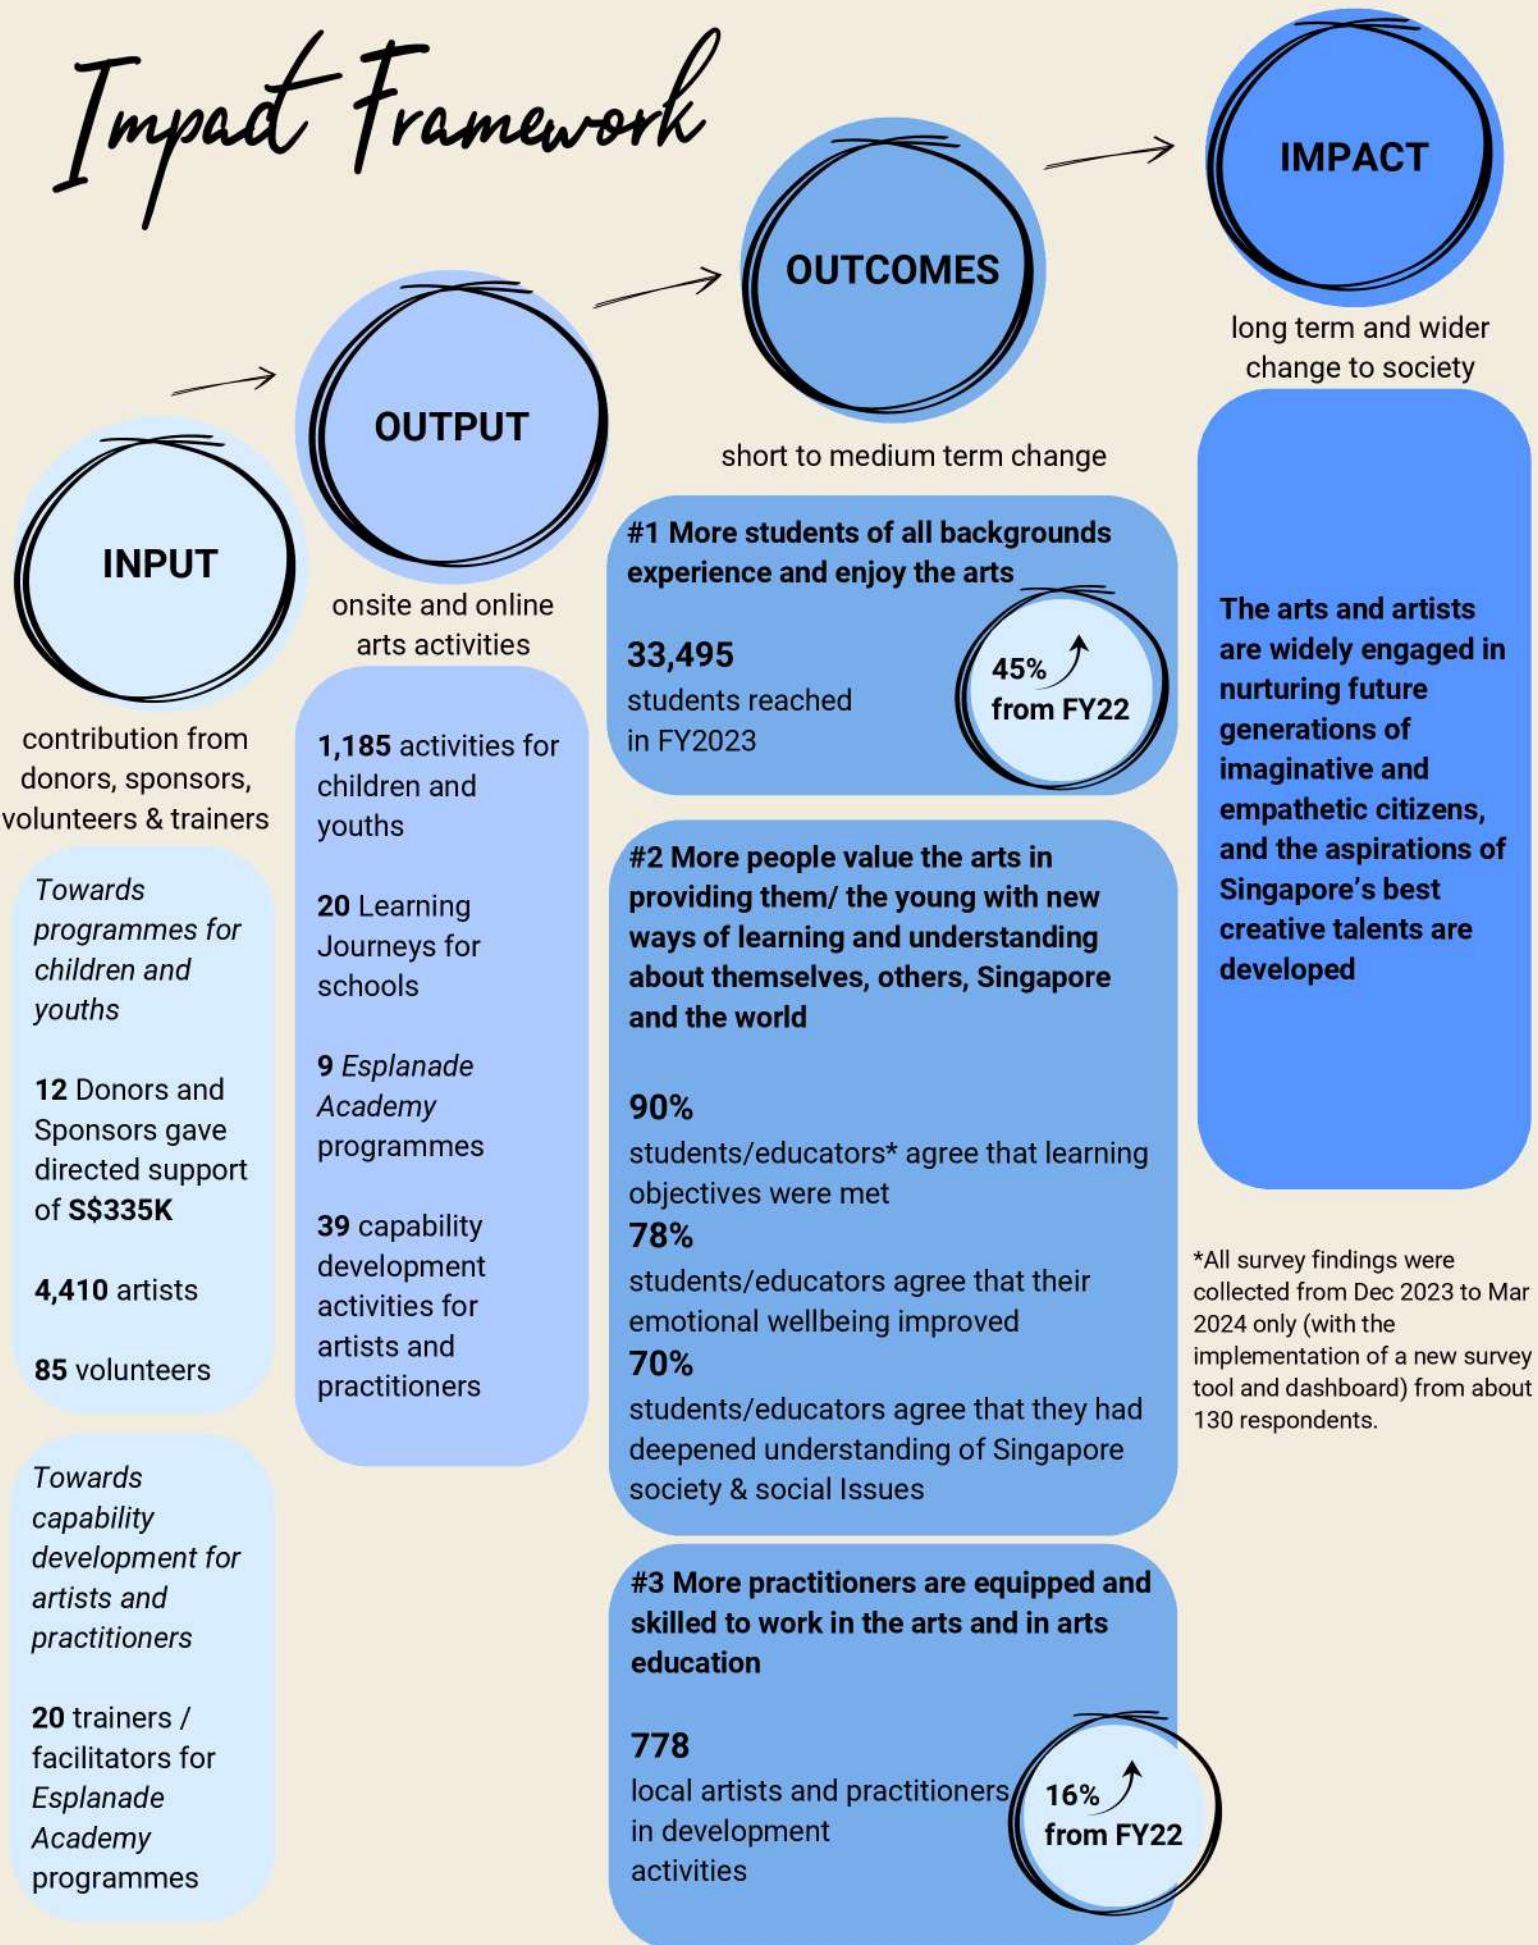 Impact Framework
INPUT
contribution from
donors, sponsors,
volunteers & trainers
Towards
programmes for
children and
youths
12 Donors and
Sponsors gave
directed support
of S$335K
4,410 artists
85 volunteers
Towards
capability
development for
artists and
practitioners
20 trainers /
facilitators for
Esplanade
Academy
programmes
OUTPUT
onsite and online
arts activities
1,185 activities for
children and
youths
20 Learning
Journeys for
schools
9 Esplanade
Academy
programmes
39 capability
development
activities for
artists and
practitioners
OUTCOMES
short to medium term change
#1 More students of all backgrounds
experience and enjoy the arts
33,495
students reached
in FY2023
45%
from FY22
#2 More people value the arts in
providing them/ the young with new
ways of learning and understanding
about themselves, others, Singapore
and the world
90%
students/educators* agree that learning
objectives were met
78%
students/educators agree that their
emotional wellbeing improved
70%
students/educators agree that they had
deepened understanding of Singapore
society & social Issues
#3 More practitioners are equipped and
skilled to work in the arts and in arts
education
778
local artists and practitioners
in development
activities
16%
from FY22
IMPACT
long term and wider
change to society
The arts and artists
are widely engaged in
nurturing future
generations of
imaginative and
empathetic citizens,
and the aspirations of
Singapore's best
creative talents are
developed
*All survey findings were
collected from Dec 2023 to Mar
2024 only (with the
implementation of a new survey
tool and dashboard) from about
130 respondents.